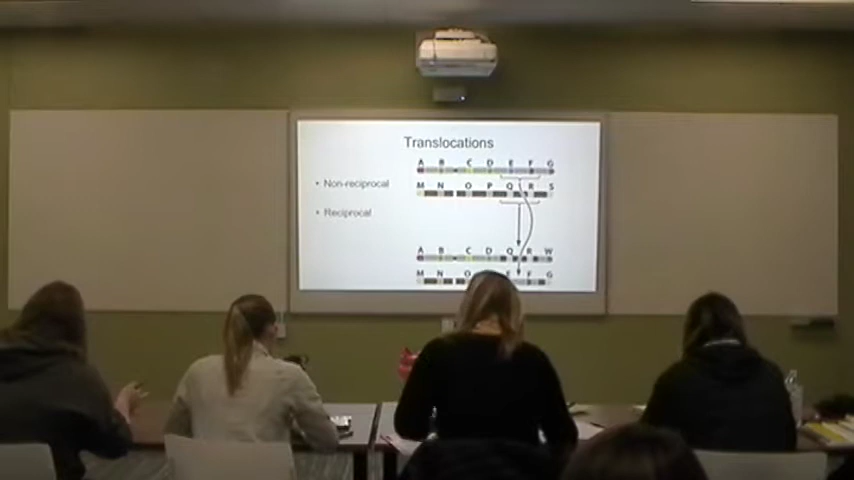 Translocations
A B C D E F G
• Non-reciprocal
M N O P Q R S
• Reciprocal
A B C D Q R W
M N O E F G